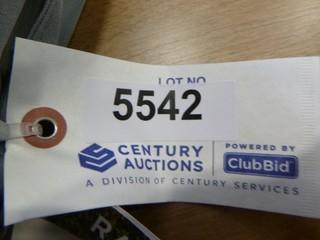 LOT NO.
5542
CENTURY AUCTIONS
POWERED BY
ClubBid
A DIVISION OF CENTURY SERVICES